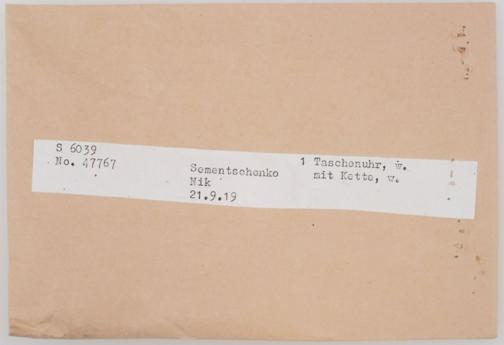 S 6039
No. 47767
Sementschenko
Nik
21.9.19
1 Taschenuhr, w.
mit Kette, w.